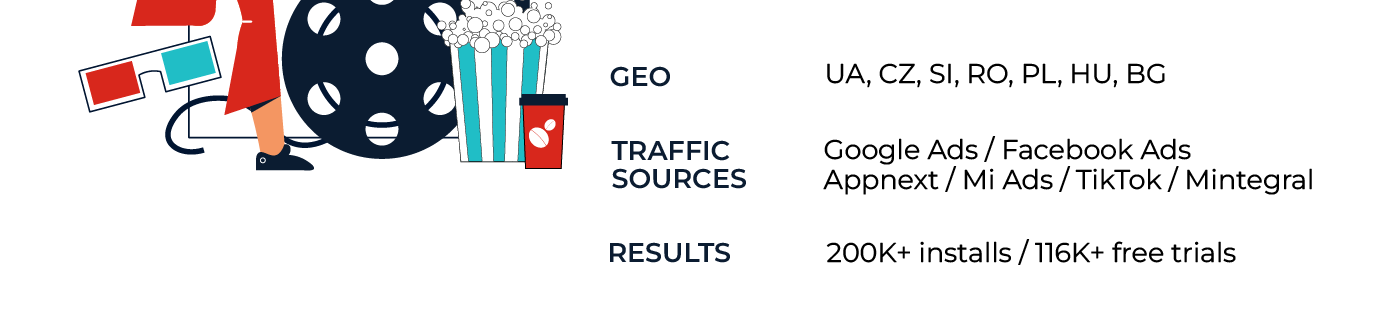 GEO
UA, CZ, SI, RO, PL, HU, BG
TRAFFIC
SOURCES
Google Ads / Facebook Ads
Appnext / Mi Ads / TikTok / Mintegral
RESULTS
200K+ installs / 116K+ free trials